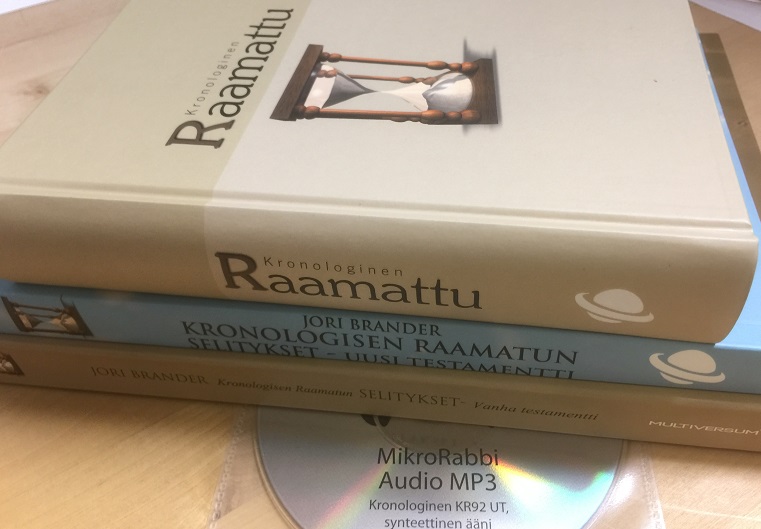 Kronologinen
Raamattu
Kronologinen
Raamattu
JORI BRANDER
KRONOLOGISEN RAAMATUN
SELITYKSET - UUSI TESTAMENTTI
JORI BRANDER Kronologisen Raamatun SELITYKSET- Vanha testamentti
MULTIVERSUM
MikroRabbi
Audio MP3
Kronologinen KR92 UT,
synteettinen ääni